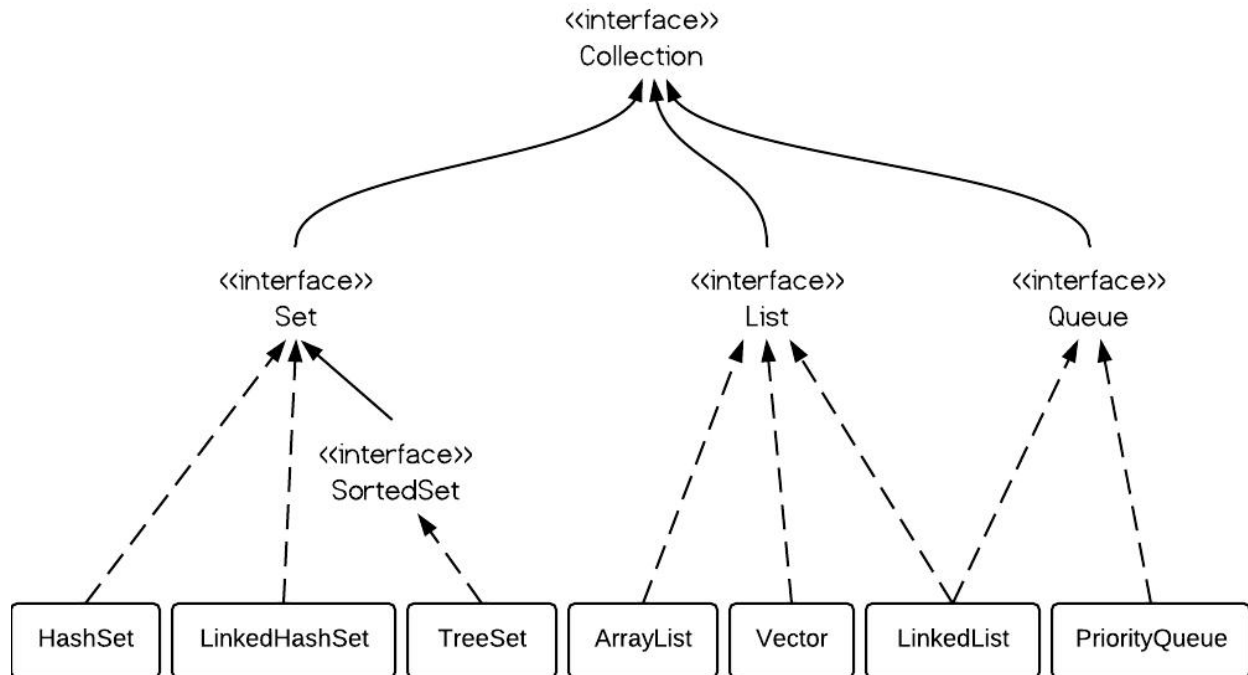 <<interface>>
Collection
<<interface>>
Set
<<interface>>
List
<<interface>>
Queue
<<interface>>
SortedSet
HashSet
LinkedHashSet
TreeSet
ArrayList
Vector
LinkedList
PriorityQueue